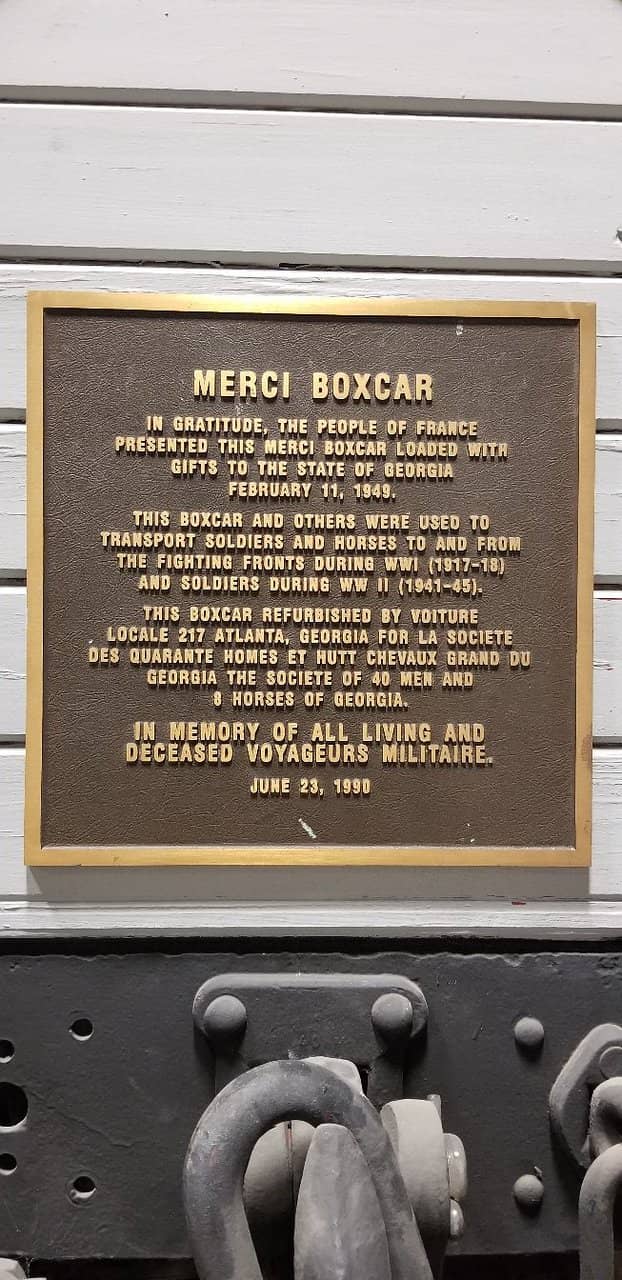 MERCI BOXCAR
IN GRATITUDE, THE PEOPLE OF FRANCE
PRESENTED THIS MERCI BOXCAR LOADED WITH
GIFTS TO THE STATE OF GEORGIA
FEBRUARY 11, 1949.
THIS BOXCAR AND OTHERS WERE USED TO
TRANSPORT SOLDIERS AND HORSES TO AND FROM
THE FIGHTING FRONTS DURING WWI (1917-18)
AND SOLDIERS DURING WW II (1941-45).
THIS BOXCAR REFURBISHED BY VOITURE
LOCALE 217 ATLANTA, GEORGIA FOR LA SOCIETE
DES QUARANTE HOMES ET HUTT CHEVAUX GRAND DU
GEORGIA THE SOCIETE OF 40 MEN AND
8 HORSES OF GEORGIA.
IN MEMORY OF ALL LIVING AND
DECEASED VOYAGEURS MILITAIRE.
JUNE 23, 1990